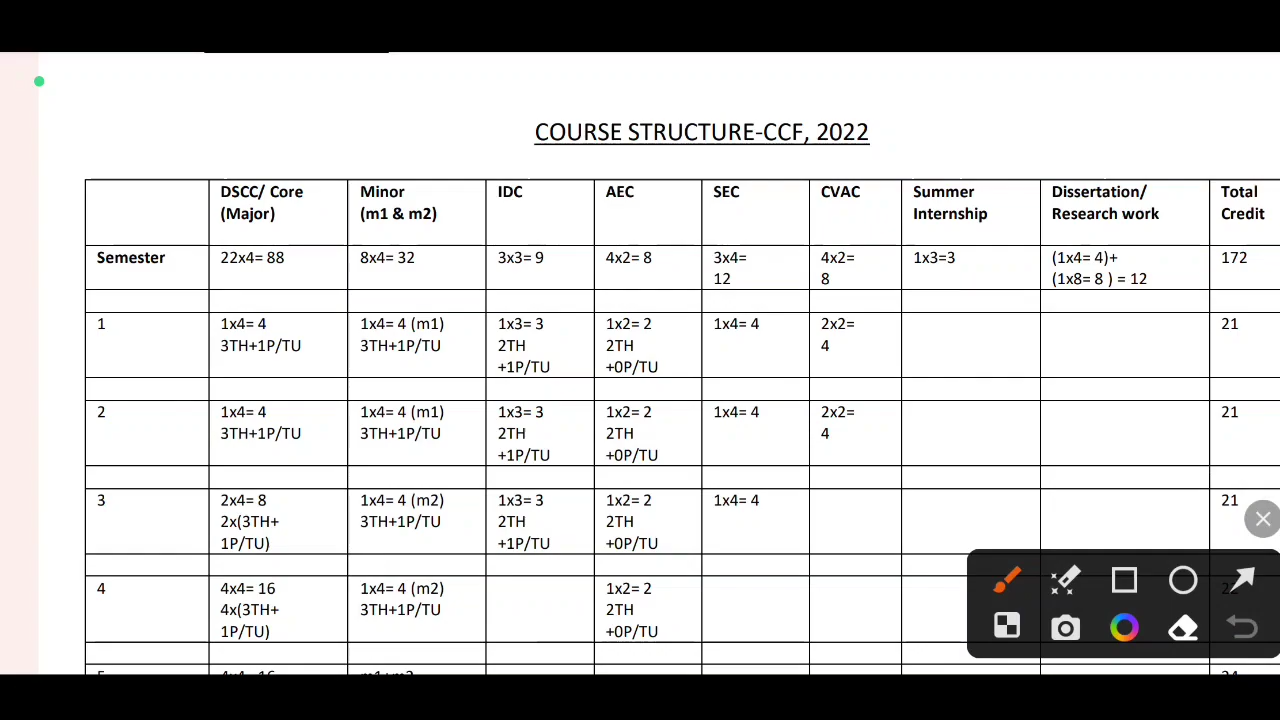 COURSE STRUCTURE-CCF, 2022
DSCC/ Core
(Major)
Minor
(m1 & m2)
IDC
AEC
SEC
CVAC
Summer
Internship
Dissertation/
Research work
Total
Credit
Semester
22x4= 88
8x4= 32
3x3= 9
4x2= 8
3x4=
12
4x2=
8
1x3=3
(1x4= 4)+
(1x8= 8 ) = 12
172
1
1x4= 4
3TH+1P/TU
1x4= 4 (m1)
3TH+1P/TU
1x3= 3
2TH
+1P/TU
1x2= 2
2TH
+0P/TU
1x4= 4
2x2=
4
21
2
1x4= 4
3TH+1P/TU
1x4= 4 (m1)
3TH+1P/TU
1x3= 3
2TH
+1P/TU
1x2= 2
2TH
+0P/TU
1x4= 4
2x2=
4
21
3
2x4= 8
2x(3TH+
1P/TU)
1x4= 4 (m2)
3TH+1P/TU
1x3= 3
2TH
+1P/TU
1x2= 2
2TH
+0P/TU
1x4= 4
21
4
4x4= 16
4x(3TH+
1P/TU)
1x4= 4 (m2)
3TH+1P/TU
1x2= 2
2TH
+0P/TU
22